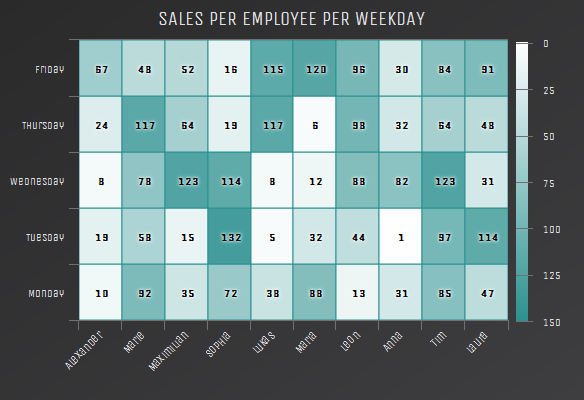 SALES PER EMPLOYEE PER WEEKDAY
Friday 67 48 52 16 115 120 96 30 84 91
Thursday 24 117 64 19 117 6 98 32 64 48
Wednesday 8 78 123 114 8 12 88 82 123 31
Tuesday 19 58 15 132 5 32 44 1 97 114
Monday 10 92 35 72 38 88 13 31 85 47
Alexander Marie Maximilian Sophia Lukas Maria Leon Anna Tim Laura
0
25
50
75
100
125
150